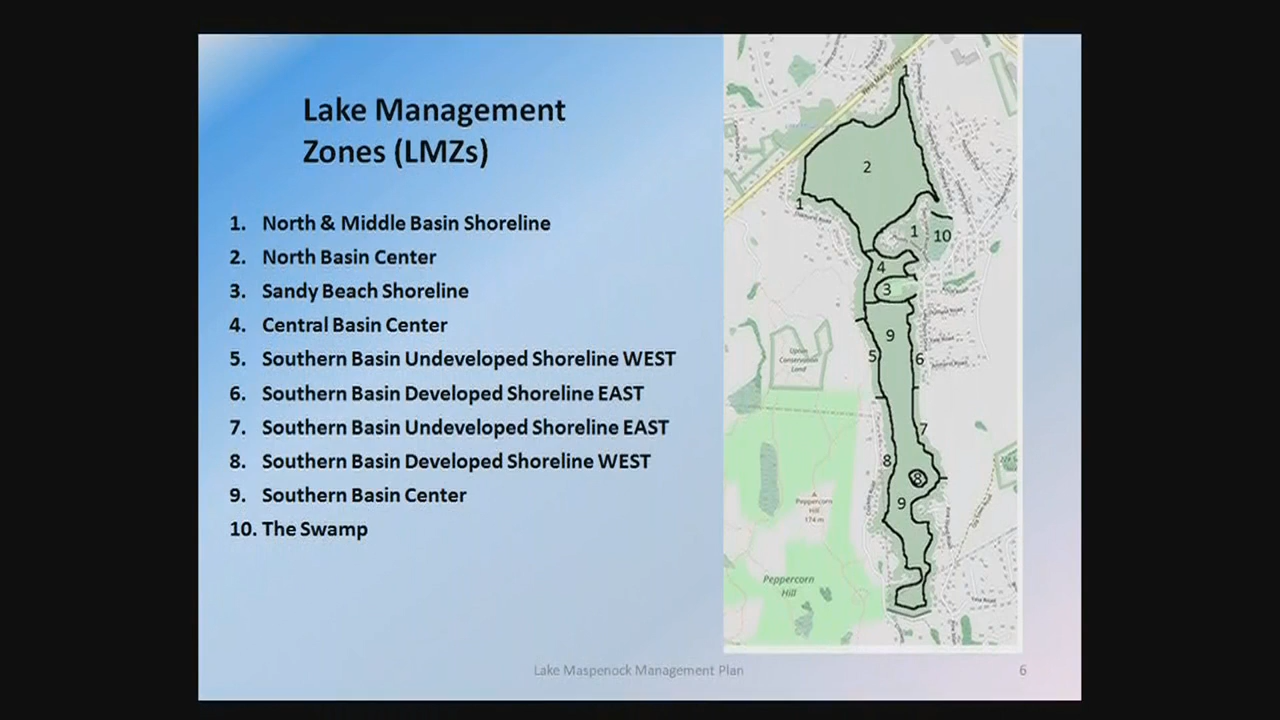 Lake Management
Zones (LMZs)
1. North & Middle Basin Shoreline
2. North Basin Center
3. Sandy Beach Shoreline
4. Central Basin Center
5. Southern Basin Undeveloped Shoreline WEST
6. Southern Basin Developed Shoreline EAST
7. Southern Basin Undeveloped Shoreline EAST
8. Southern Basin Developed Shoreline WEST
9. Southern Basin Center
10. The Swamp
1
West Main Street
2
1
1
10
4
3
9
5
6
Upton
Conservation
Land
7
8
8
9
Peppercorn
Hill
174 m
Peppercorn
Hill
Lake Maspenock Management Plan
6